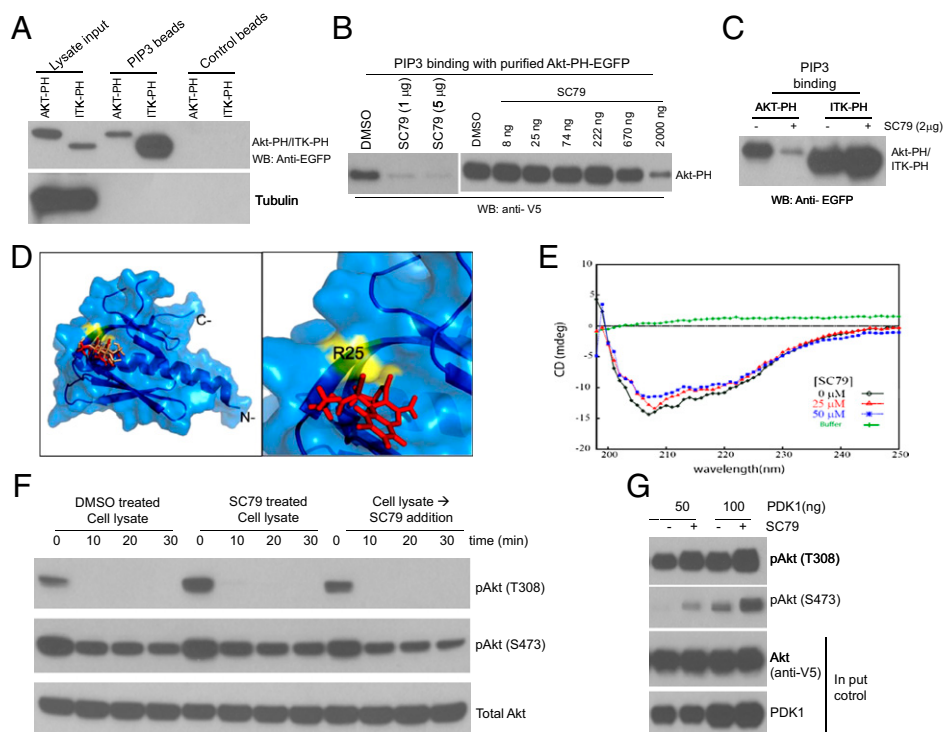 A
Lysate input
PIP3 beads
Control beads
AKT-PH
ITK-PH
AKT-PH
ITK-PH
AKT-PH
ITK-PH
Akt-PH/ITK-PH
WB: Anti-EGFP
Tubulin
B
PIP3 binding with purified Akt-PH-EGFP
SC79
DMSO
SC79 (1 µg)
SC79 (5 µg)
DMSO
8 ng
25 ng
74 ng
222 ng
670 ng
2000 ng
Akt-PH
WB: anti- V5
C
PIP3
binding
AKT-PH ITK-PH
- + - + SC79 (2µg)
Akt-PH/
ITK-PH
WB: Anti- EGFP
D
C-
N-
R25
E
10
5
0
-5
-10
-15
-20
CD (mdeg)
[SC79]
0 µM
25 µM
50 µM
Buffer
200 210 220 230 240 250
wavelength(nm)
F
DMSO treated
Cell lysate
SC79 treated
Cell lysate
Cell lysate →
SC79 addition
0 10 20 30 0 10 20 30 0 10 20 30 time (min)
pAkt (T308)
pAkt (S473)
Total Akt
G
50 100 PDK1(ng)
- + - + SC79
pAkt (T308)
pAkt (S473)
Akt
(anti-V5)
PDK1
In put
cotrol